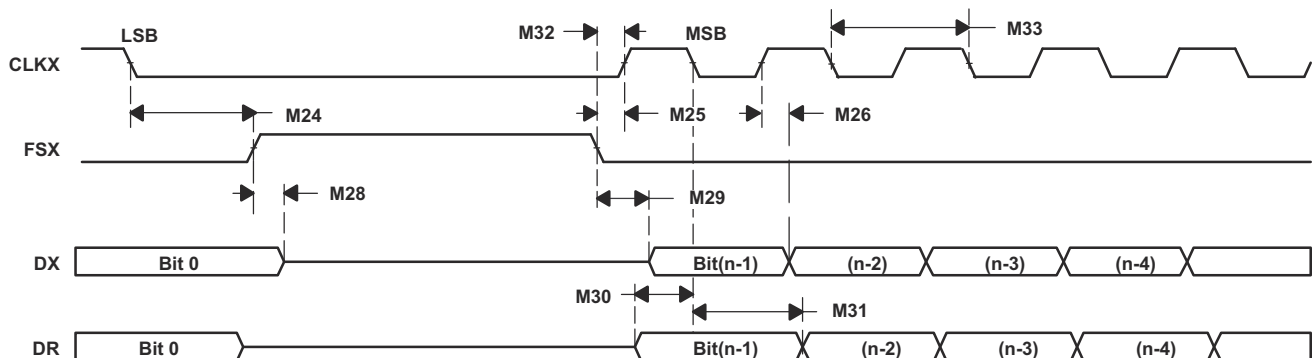 LSB
M32
MSB
M33
CLKX
M24
M25
M26
FSX
M28
M29
DX
Bit 0
Bit(n-1)
(n-2)
(n-3)
(n-4)
M30
M31
DR
Bit 0
Bit(n-1)
(n-2)
(n-3)
(n-4)